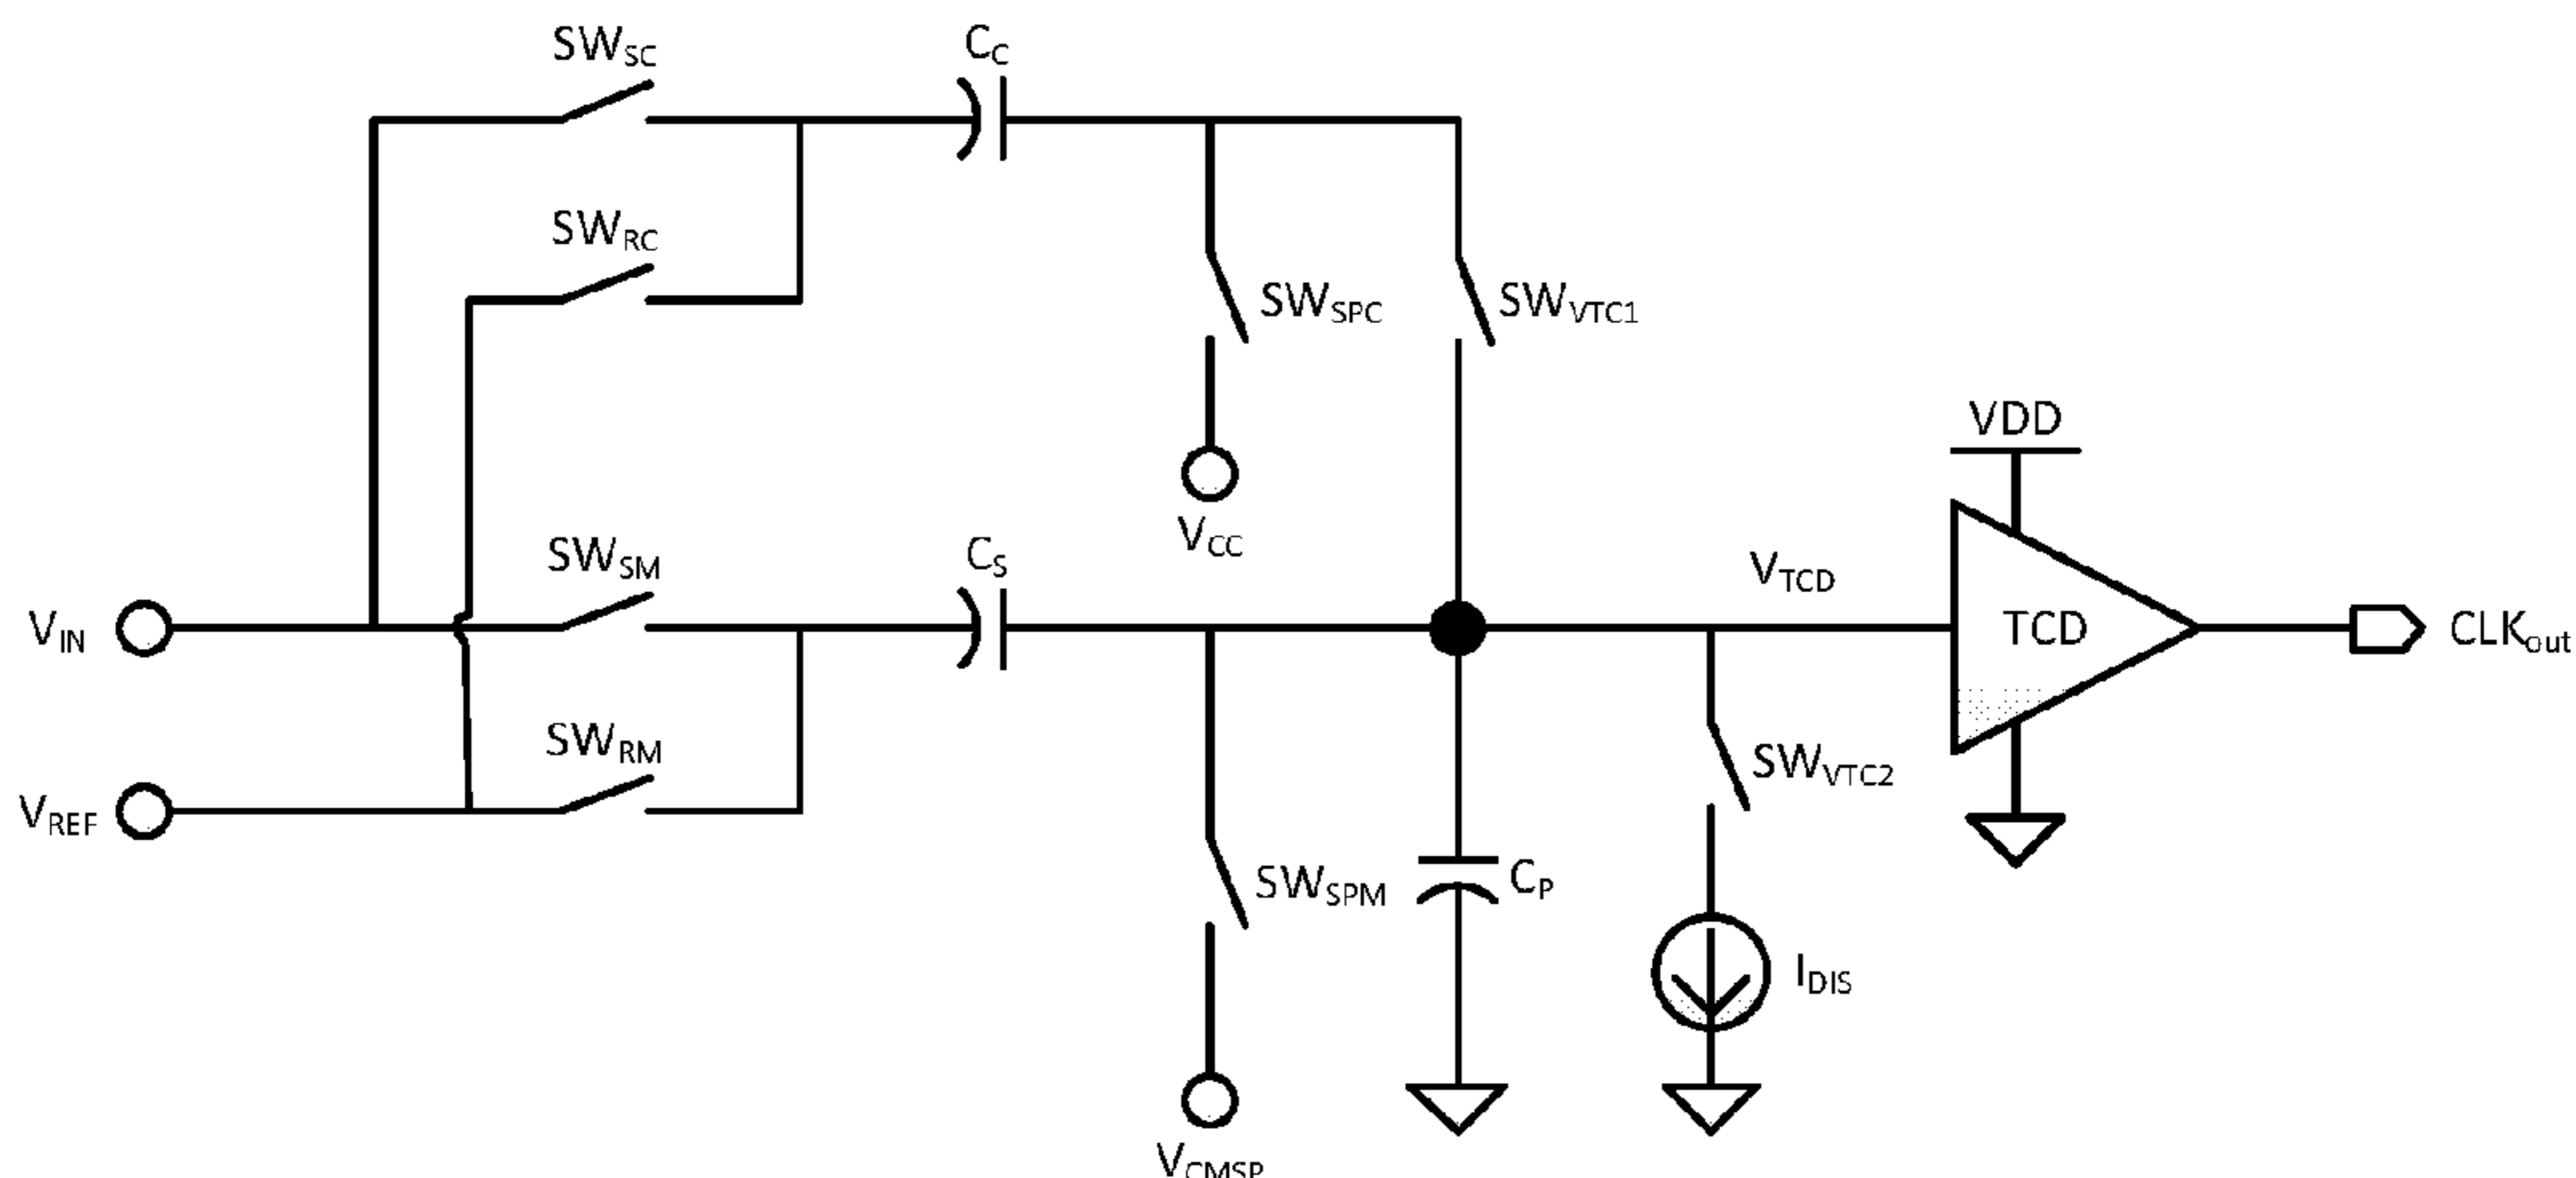 SWSC
CC
SWRC
SWSPC
SWVTC1
VDD
VCC
SWSM
CS
VTCD
VIN
TCD
CLKout
SWRM
SWVTC2
VREF
SWSPM
CP
IDIS
VCMSP